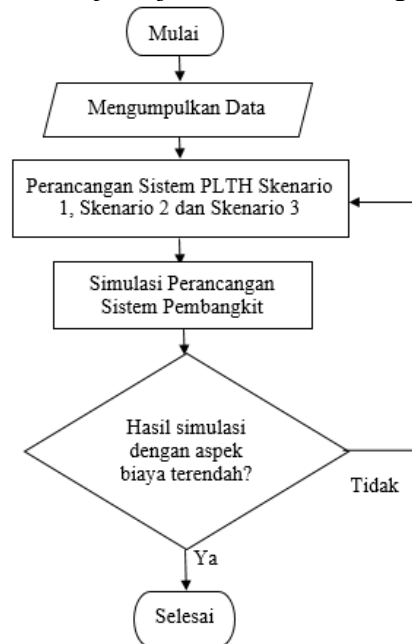 Mulai
Mengumpulkan Data
Perancangan Sistem PLTH Skenario
1, Skenario 2 dan Skenario 3
Simulasi Perancangan
Sistem Pembangkit
Hasil simulasi
dengan aspek
biaya terendah?
Tidak
Ya
Selesai